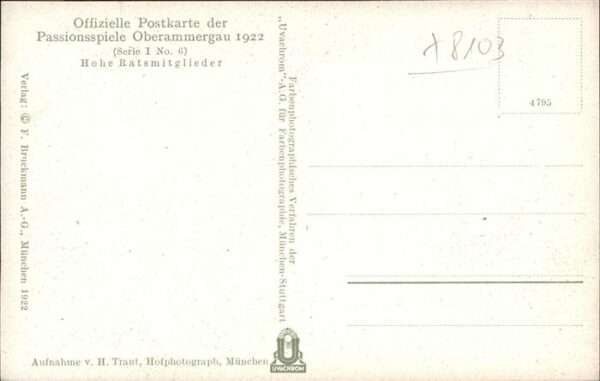 Offizielle Postkarte der
Passionsspiele Oberammergau 1922
(Serie I No. 6)
Hohe Ratsmitglieder
Verlag: © F. Bruckmann A.-G., München 1922
Aufnahme v. H. Traut, Hofphotograph, München
Farbenphotographisches Verfahren der
„Uvachrom"-A.G. für Farbenphotographie, München-Stuttgart
U
UVACHROM
8103
4795